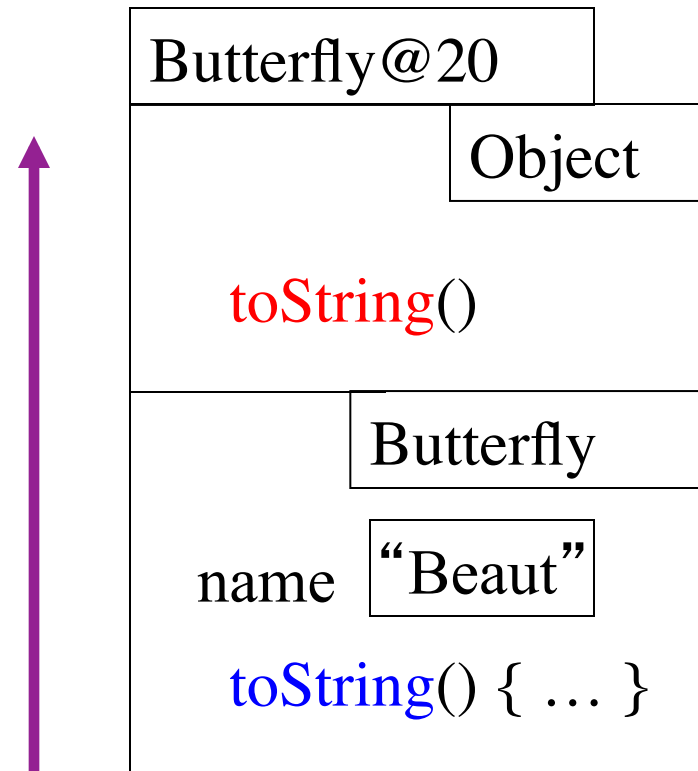 Butterfly@20
Object
toString()
Butterfly
name “Beaut”
toString() { … }